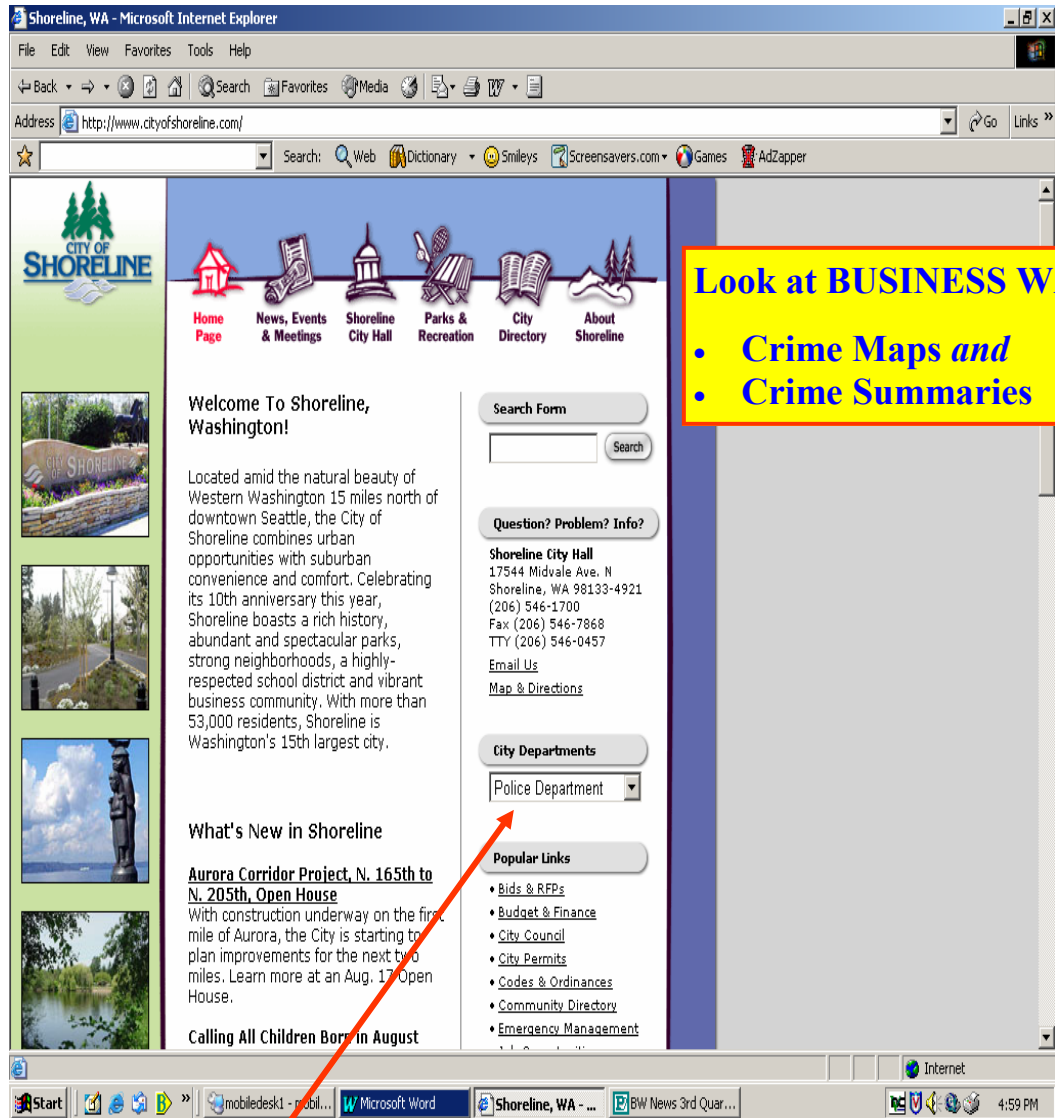 Shoreline, WA - Microsoft Internet Explorer
File Edit View Favorites Tools Help
Back Search Favorites Media
Address http://www.cityofshoreline.com/ Go Links »
Search: Web Dictionary Smileys Screensavers.com Games AdZapper
CITY OF
SHORELINE
Home
Page
News, Events
& Meetings
Shoreline
City Hall
Parks &
Recreation
City
Directory
About
Shoreline
Look at BUSINESS
• Crime Maps and
• Crime Summaries
CITY OF SHORELINE
Welcome To Shoreline,
Washington!
Located amid the natural beauty of
Western Washington 15 miles north of
downtown Seattle, the City of
Shoreline combines urban
opportunities with suburban
convenience and comfort. Celebrating
its 10th anniversary this year,
Shoreline boasts a rich history,
abundant and spectacular parks,
strong neighborhoods, a highly-
respected school district and vibrant
business community. With more than
53,000 residents, Shoreline is
Washington's 15th largest city.
What's New in Shoreline
Aurora Corridor Project, N. 165th to
N. 205th, Open House
With construction underway on the first
mile of Aurora, the City is starting to
plan improvements for the next two
miles. Learn more at an Aug. 17 Open
House.
Calling All Children Born in August
Search Form
Search
Question? Problem? Info?
Shoreline City Hall
17544 Midvale Ave. N
Shoreline, WA 98133-4921
(206) 546-1700
Fax (206) 546-7868
TTY (206) 546-0457
Email Us
Map & Directions
City Departments
Police Department
Popular Links
• Bids & RFPs
• Budget & Finance
• City Council
• City Permits
• Codes & Ordinances
• Community Directory
• Emergency Management
Internet
Start » mobiledesk1 - mobil... Microsoft Word Shoreline, WA - ... BW News 3rd Quar... 4:59 PM